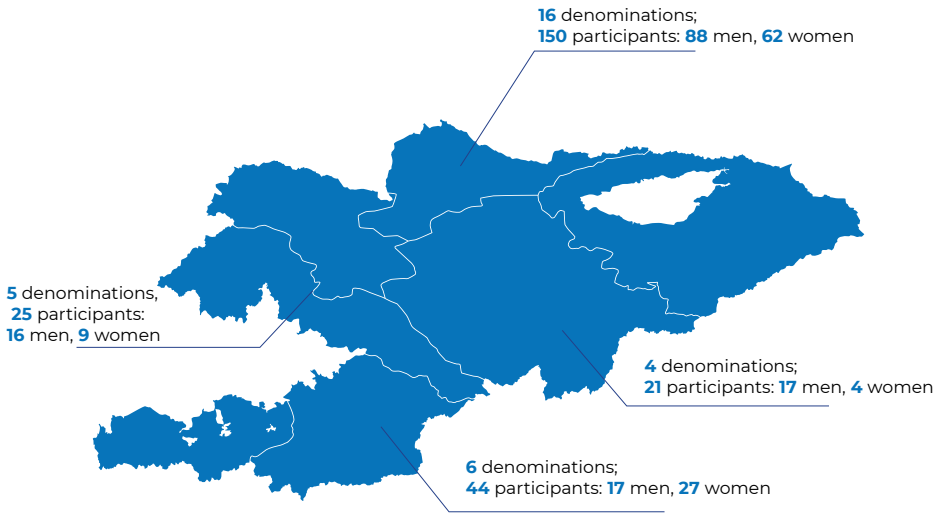 16 denominations;
150 participants: 88 men, 62 women
5 denominations,
25 participants:
16 men, 9 women
4 denominations;
21 participants: 17 men, 4 women
6 denominations;
44 participants: 17 men, 27 women